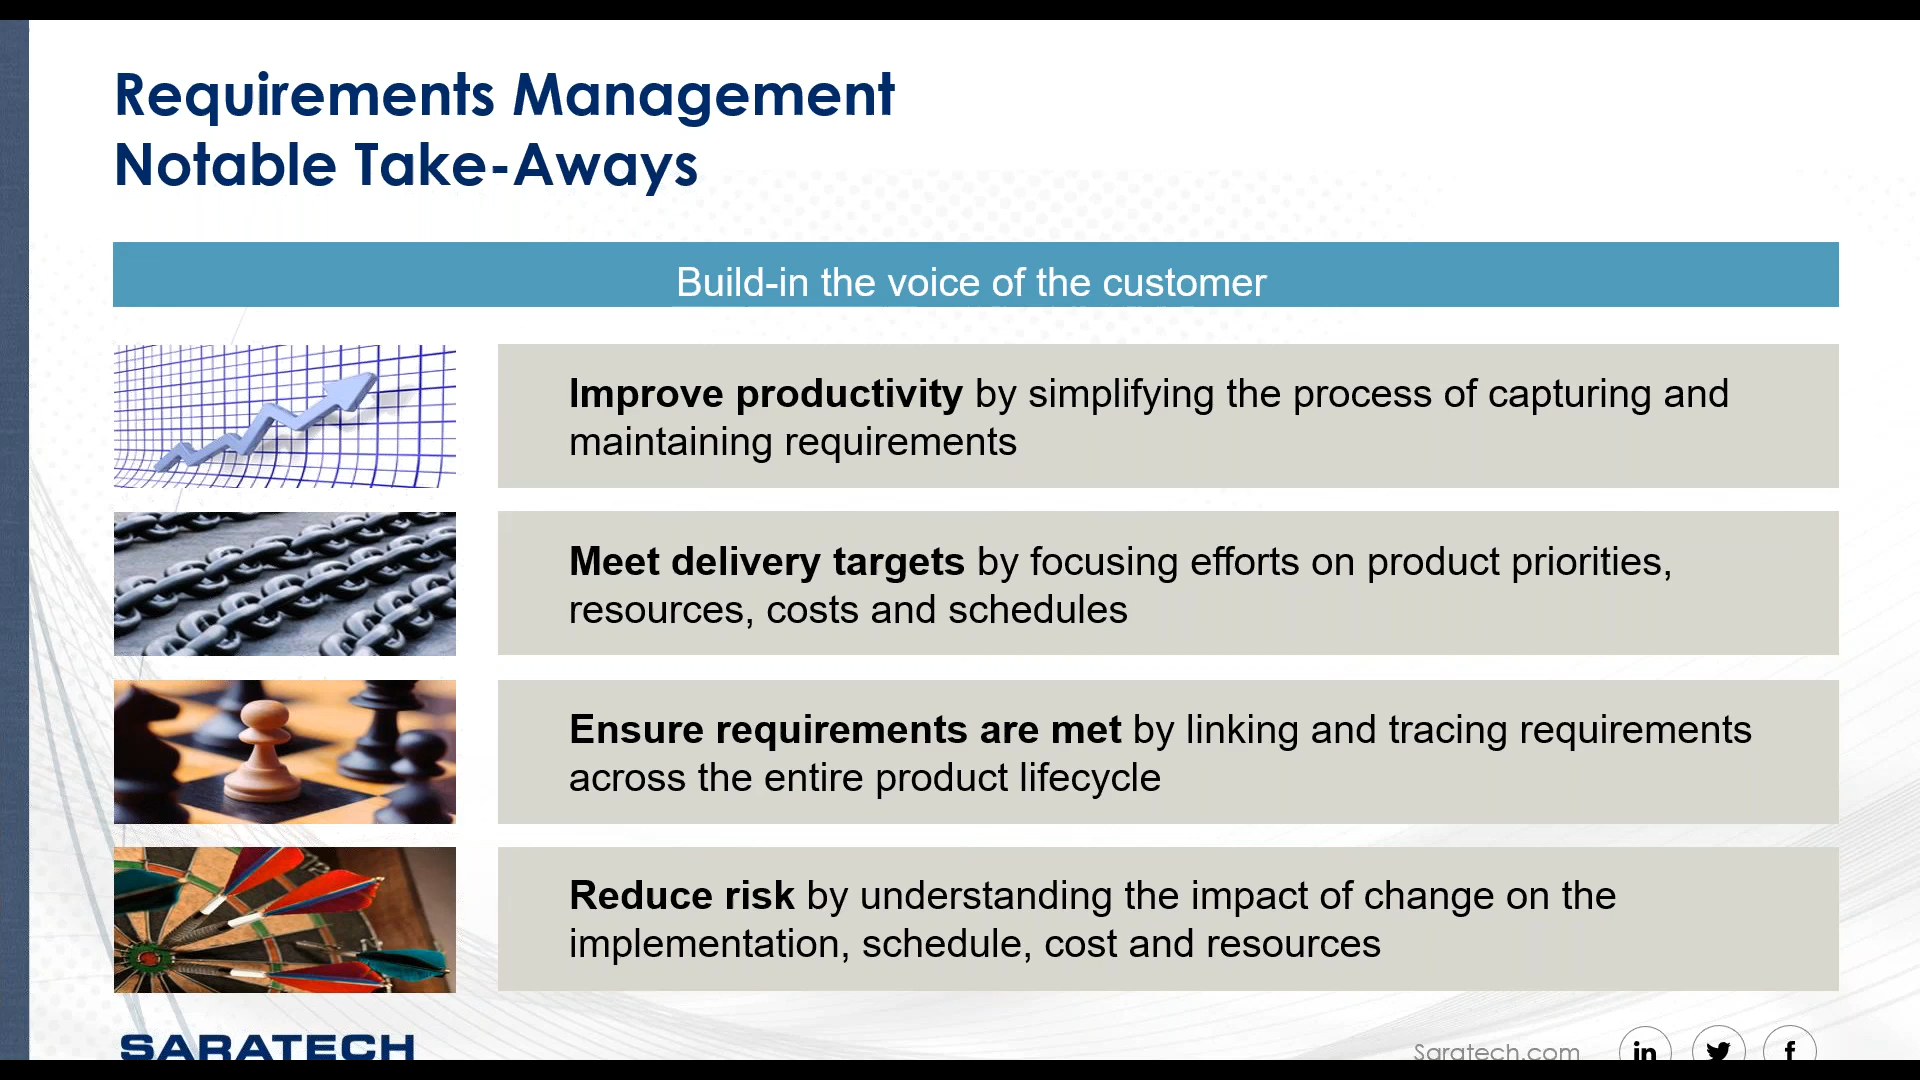 Requirements Management
Notable Take-Aways
Build-in the voice of the customer
Improve productivity by simplifying the process of capturing and
maintaining requirements
Meet delivery targets by focusing efforts on product priorities,
resources, costs and schedules
Ensure requirements are met by linking and tracing requirements
across the entire product lifecycle
Reduce risk by understanding the impact of change on the
implementation, schedule, cost and resources
SARATECH
Saratech.com
in
f